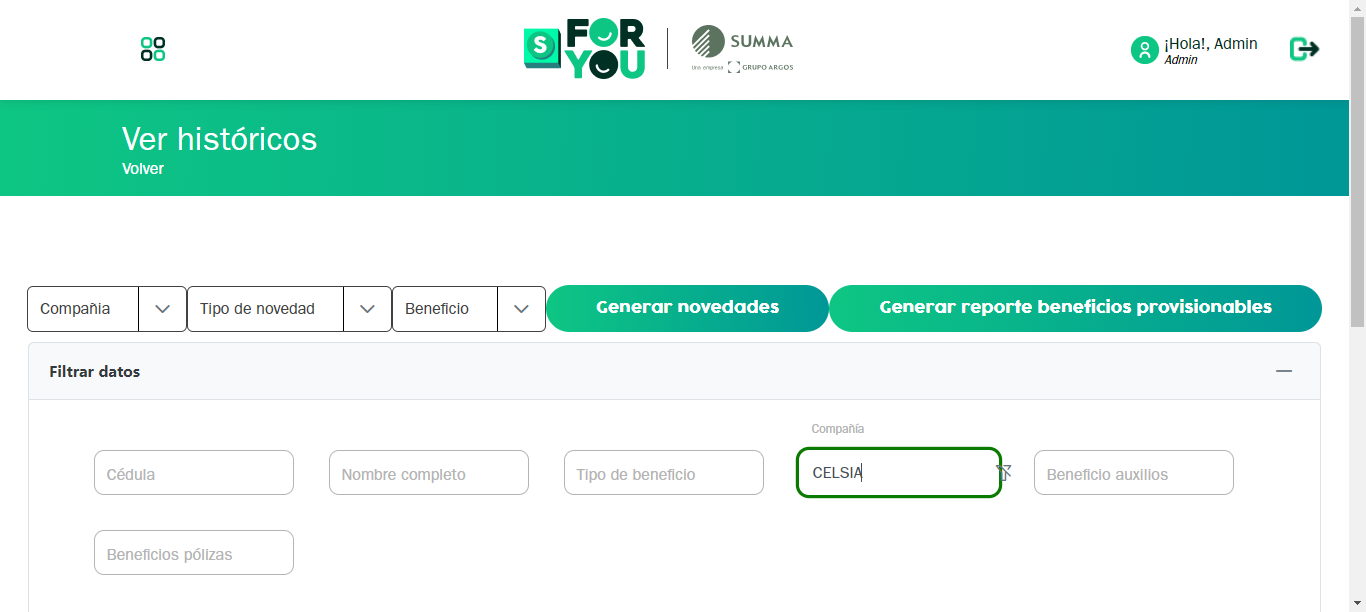 S FOR YOU
SUMMA
Una empresa GRUPO ARGOS
¡Hola!, Admin
Admin
Ver históricos
Volver
Compañia Tipo de novedad Beneficio Generar novedades Generar reporte beneficios provisionables
Filtrar datos
Compañía
Cédula Nombre completo Tipo de beneficio CELSIA Beneficio auxilios
Beneficios pólizas